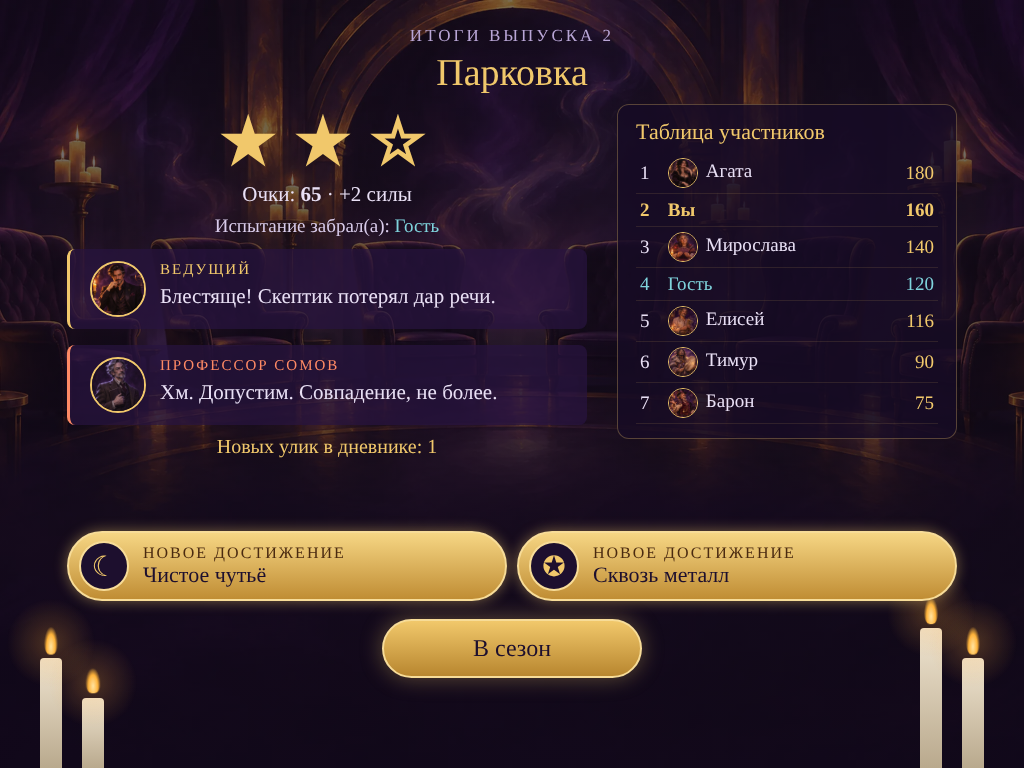 ИТОГИ ВЫПУСКА 2
Парковка
Очки: 65 · +2 силы
Испытание забрал(а): Гость
ВЕДУЩИЙ
Блестяще! Скептик потерял дар речи.
ПРОФЕССОР СОМОВ
Хм. Допустим. Совпадение, не более.
Новых улик в дневнике: 1
Таблица участников
1 Агата 180
2 Вы 160
3 Мирослава 140
4 Гость 120
5 Елисей 116
6 Тимур 90
7 Барон 75
НОВОЕ ДОСТИЖЕНИЕ
Чистое чутьё
НОВОЕ ДОСТИЖЕНИЕ
Сквозь металл
В сезон